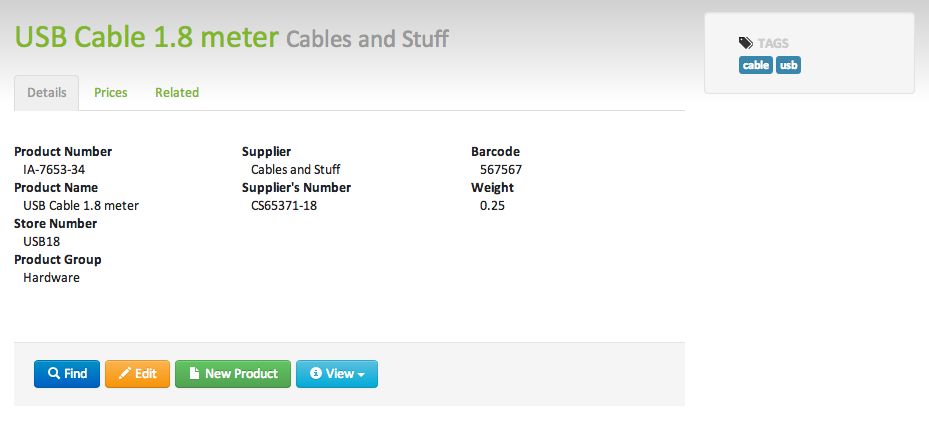 USB Cable 1.8 meter Cables and Stuff
TAGS
cable usb
Details Prices Related
Product Number
IA-7653-34
Product Name
USB Cable 1.8 meter
Store Number
USB18
Product Group
Hardware
Supplier
Cables and Stuff
Supplier's Number
CS65371-18
Barcode
567567
Weight
0.25
Find Edit New Product View